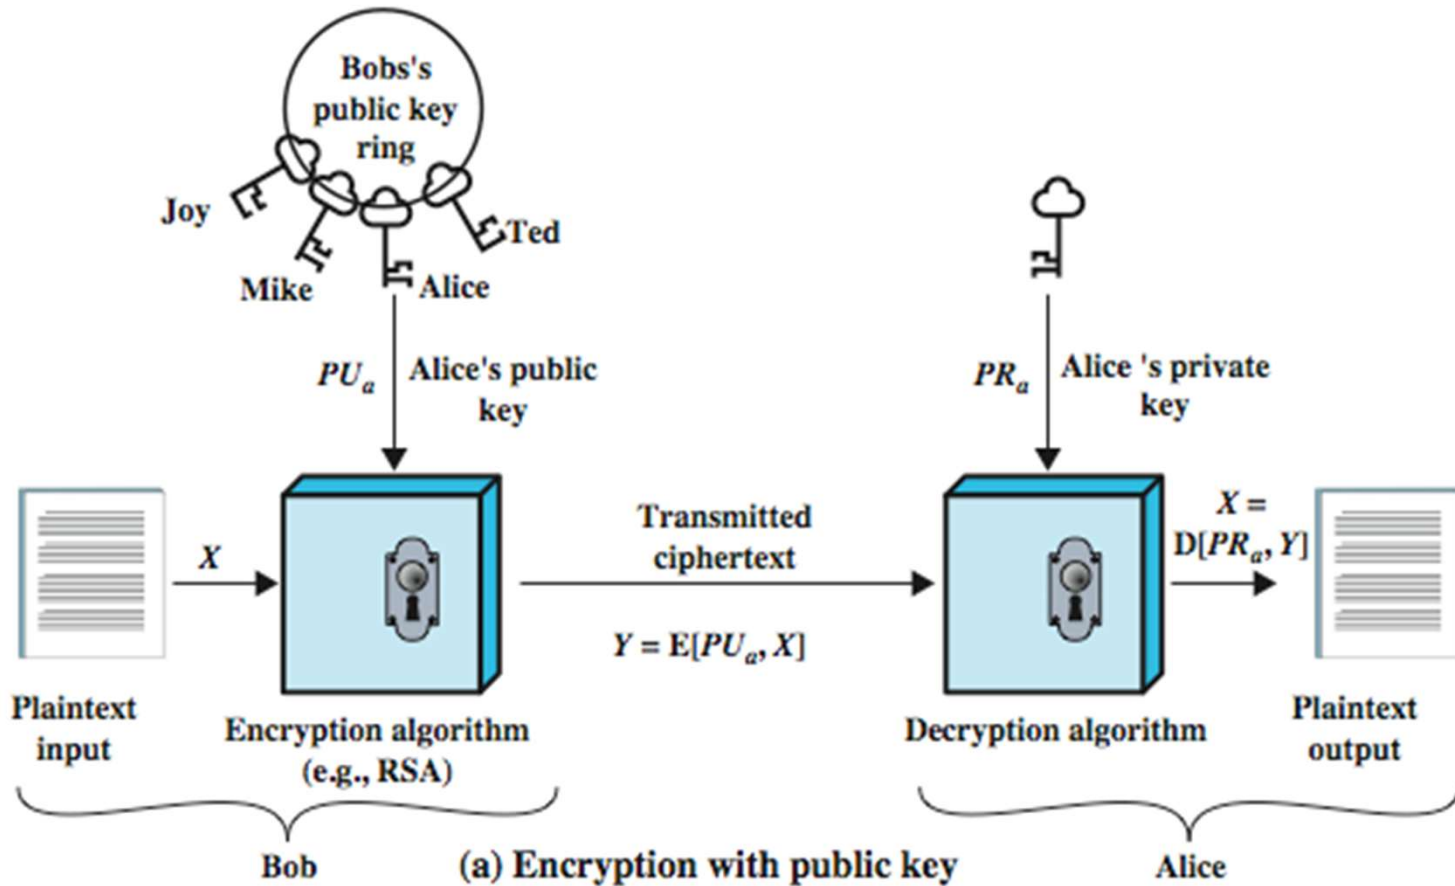 Bobs's
public key
ring
Joy
Ted
Mike
Alice
PUa
Alice's public
key
PRa
Alice 's private
key
X
Transmitted
ciphertext
Y = E[PUa, X]
X =
D[PRa, Y]
Plaintext
input
Encryption algorithm
(e.g., RSA)
Decryption algorithm
Plaintext
output
Bob
(a) Encryption with public key
Alice